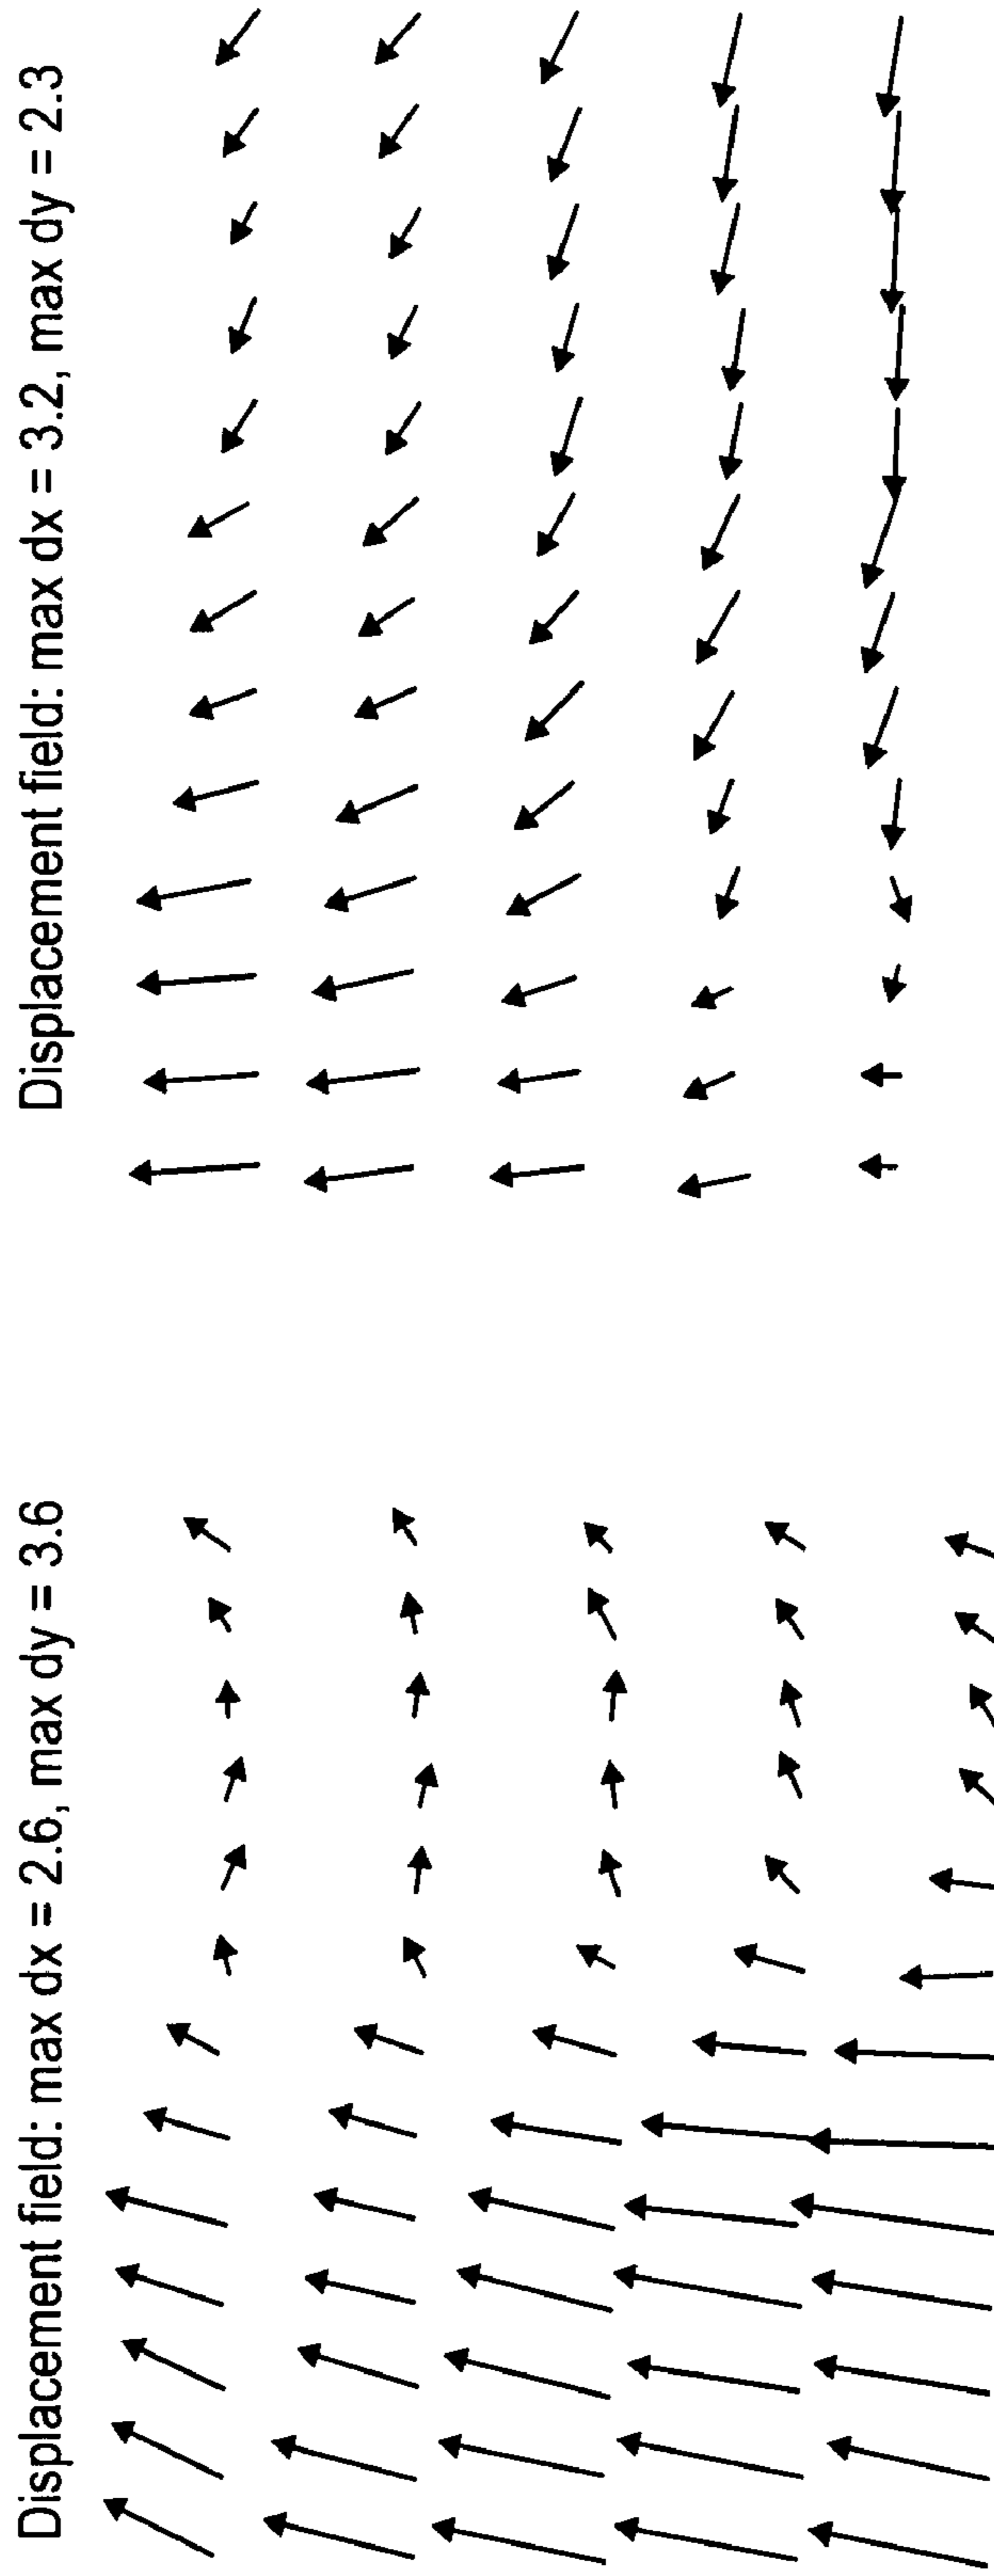 Displacement field: max dx = 2.6, max dy = 3.6
Displacement field: max dx = 3.2, max dy = 2.3